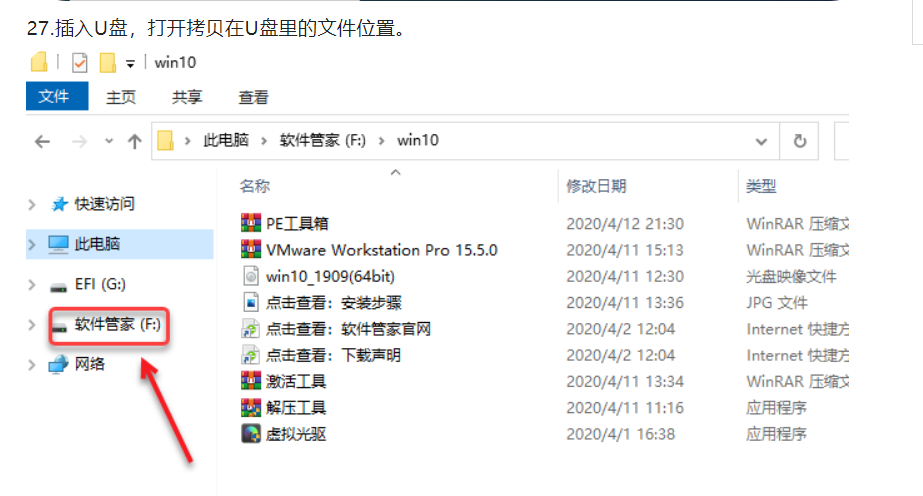 27.插入U盘，打开拷贝在U盘里的文件位置。
win10
文件 主页 共享 查看
此电脑 软件管家 (F:) win10
名称 修改日期 类型
快速访问
此电脑
EFI (G:)
软件管家 (F:)
网络
PE工具箱 2020/4/12 21:30 WinRAR 压缩文
VMware Workstation Pro 15.5.0 2020/4/11 15:13 WinRAR 压缩文
win10_1909(64bit) 2020/4/11 12:30 光盘映像文件
点击查看：安装步骤 2020/4/11 13:36 JPG 文件
点击查看：软件管家官网 2020/4/2 12:04 Internet 快捷方
点击查看：下载声明 2020/4/2 12:04 Internet 快捷方
激活工具 2020/4/11 13:34 WinRAR 压缩文
解压工具 2020/4/11 11:16 应用程序
虚拟光驱 2020/4/1 16:38 应用程序